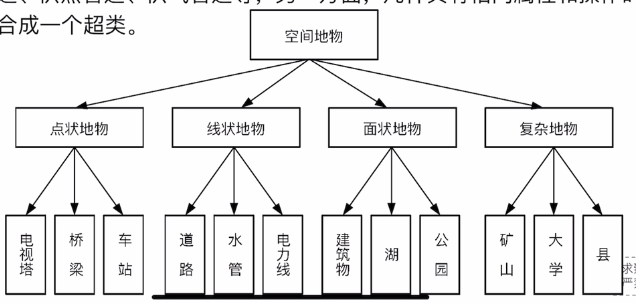 合成一个超类。
空间地物
点状地物
线状地物
面状地物
复杂地物
电视塔
桥梁
车站
道路
水管
电力线
建筑物
湖
公园
矿山
大学
县